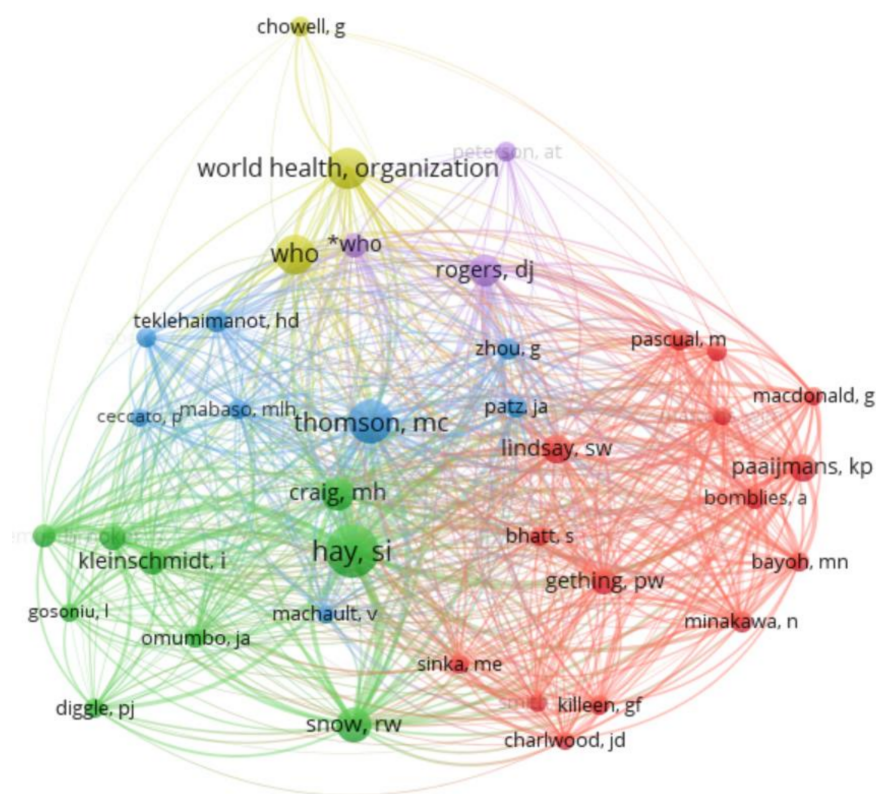 chowell, g
peterson, at
world health, organization
*who
who
rogers, dj
teklehaimanot, hd
zhou, g
pascual, m
macdonald, g
ceccato, p
mabaso, mlh
patz, ja
thomson, mc
lindsay, sw
paaijmans, kp
craig, mh
bomblies, a
bhatt, s
hay, si
kleinschmidt, i
bayoh, mn
gething, pw
gosoniu, l
machault, v
minakawa, n
omumbo, ja
sinka, me
diggle, pj
killeen, gf
snow, rw
charlwood, jd